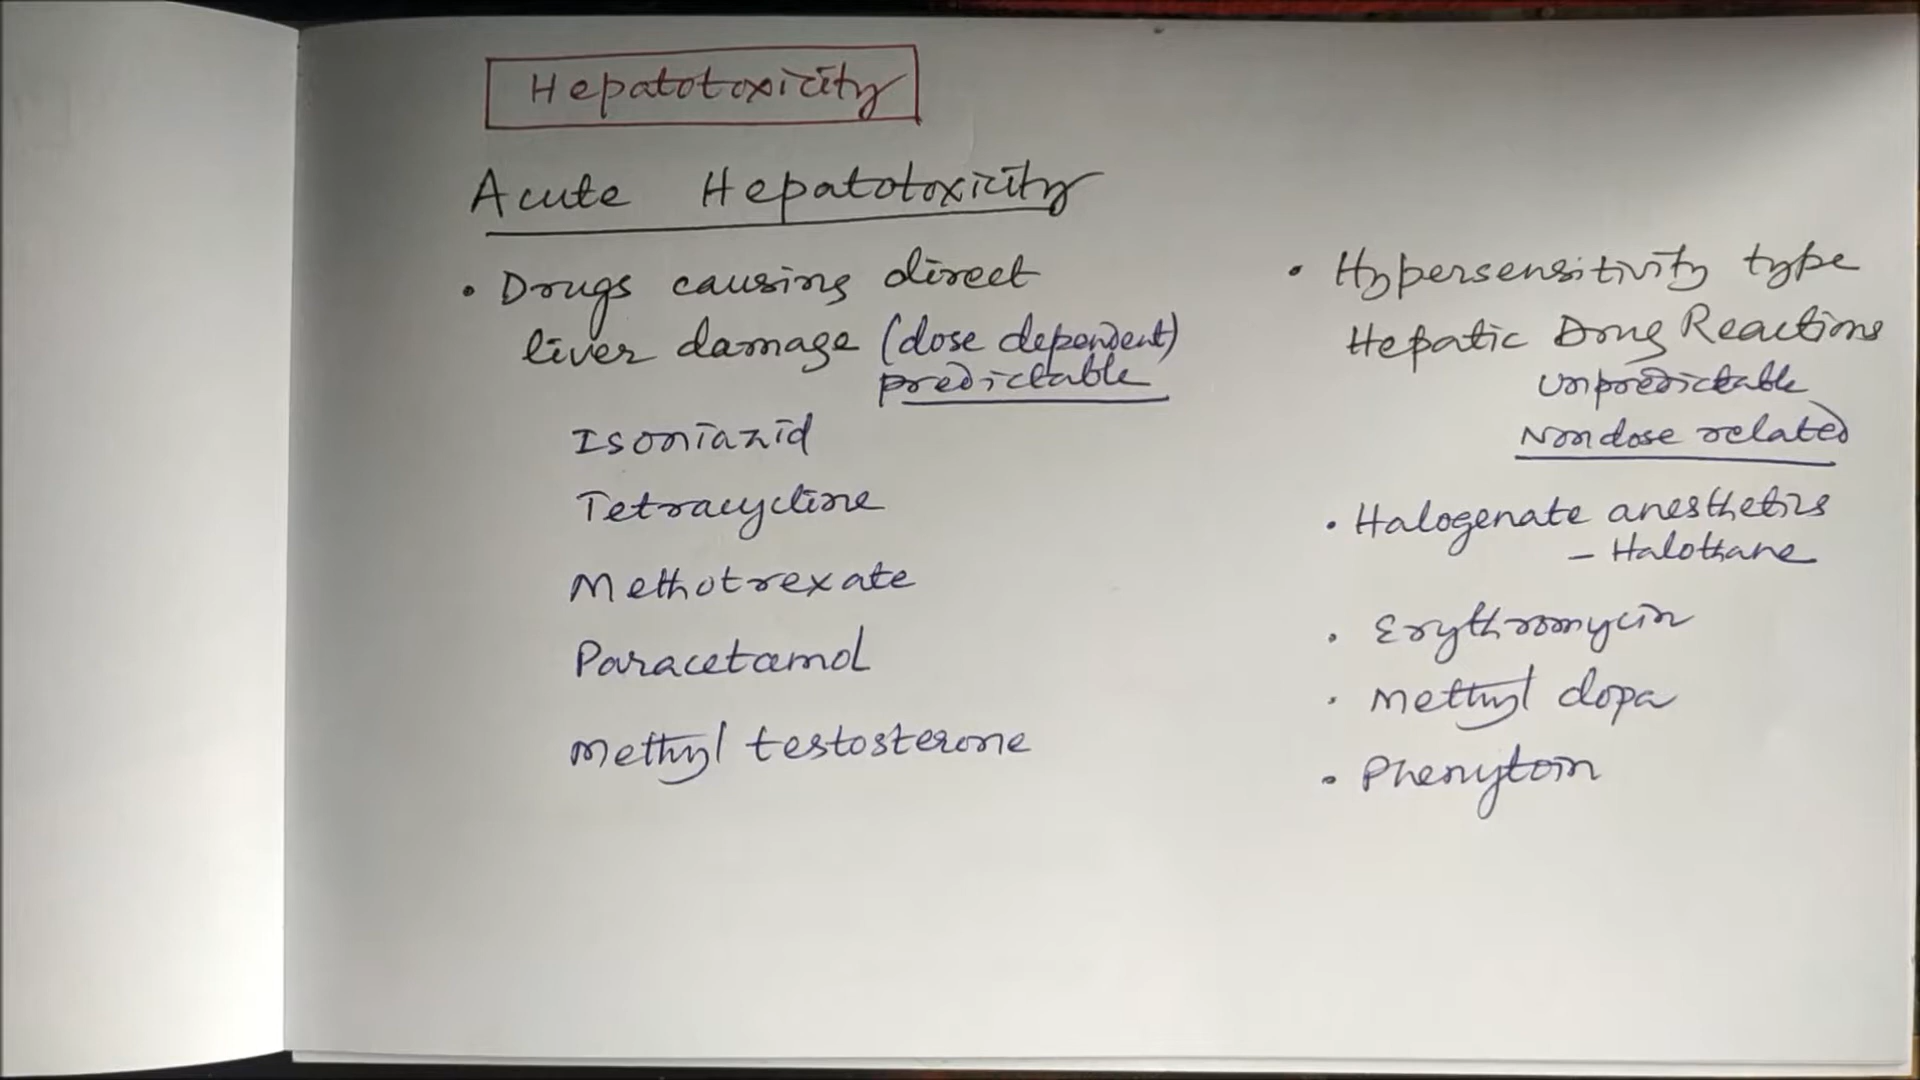 Hepatotoxicity
Acute Hepatotoxicity
• Drugs causing direct
liver damage (dose dependent)
predictable
Isoniazid
Tetracycline
Methotrexate
Paracetamol
Methyl testosterone
• Hypersensitivity type
Hepatic Drug Reactions
Unpredictable
Non dose related
• Halogenate anesthetics
- Halothane
• Erythromycin
• Methyl dopa
• Phenytoin